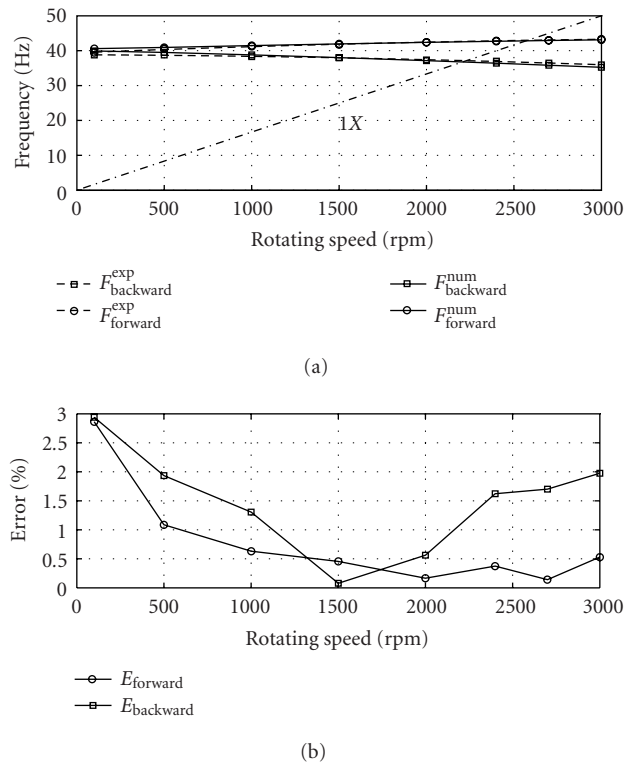 50
40
30
20
10
0
Frequency (Hz)
1X
0 500 1000 1500 2000 2500 3000
Rotating speed (rpm)
F^exp_backward
F^exp_forward
F^num_backward
F^num_forward
(a)
3
2.5
2
1.5
1
0.5
0
Error (%)
0 500 1000 1500 2000 2500 3000
Rotating speed (rpm)
E_forward
E_backward
(b)